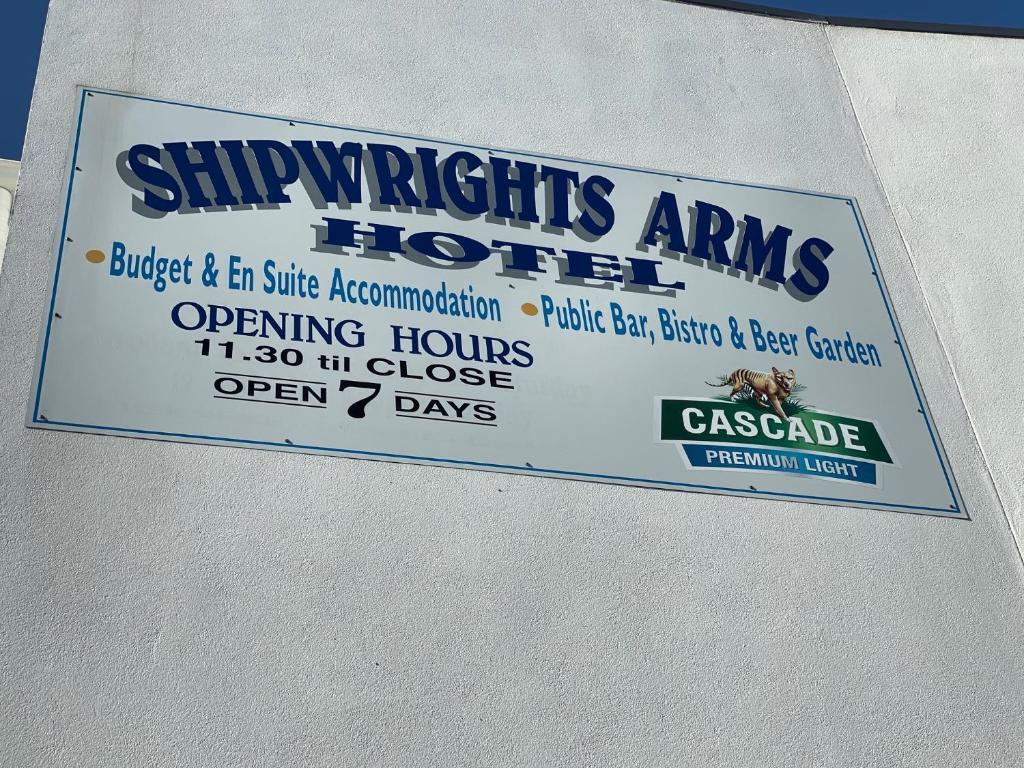 SHIPWRIGHTS ARMS
HOTEL
• Budget & En Suite Accommodation • Public Bar, Bistro & Beer Garden
OPENING HOURS
11.30 til CLOSE
OPEN 7 DAYS
CASCADE
PREMIUM LIGHT